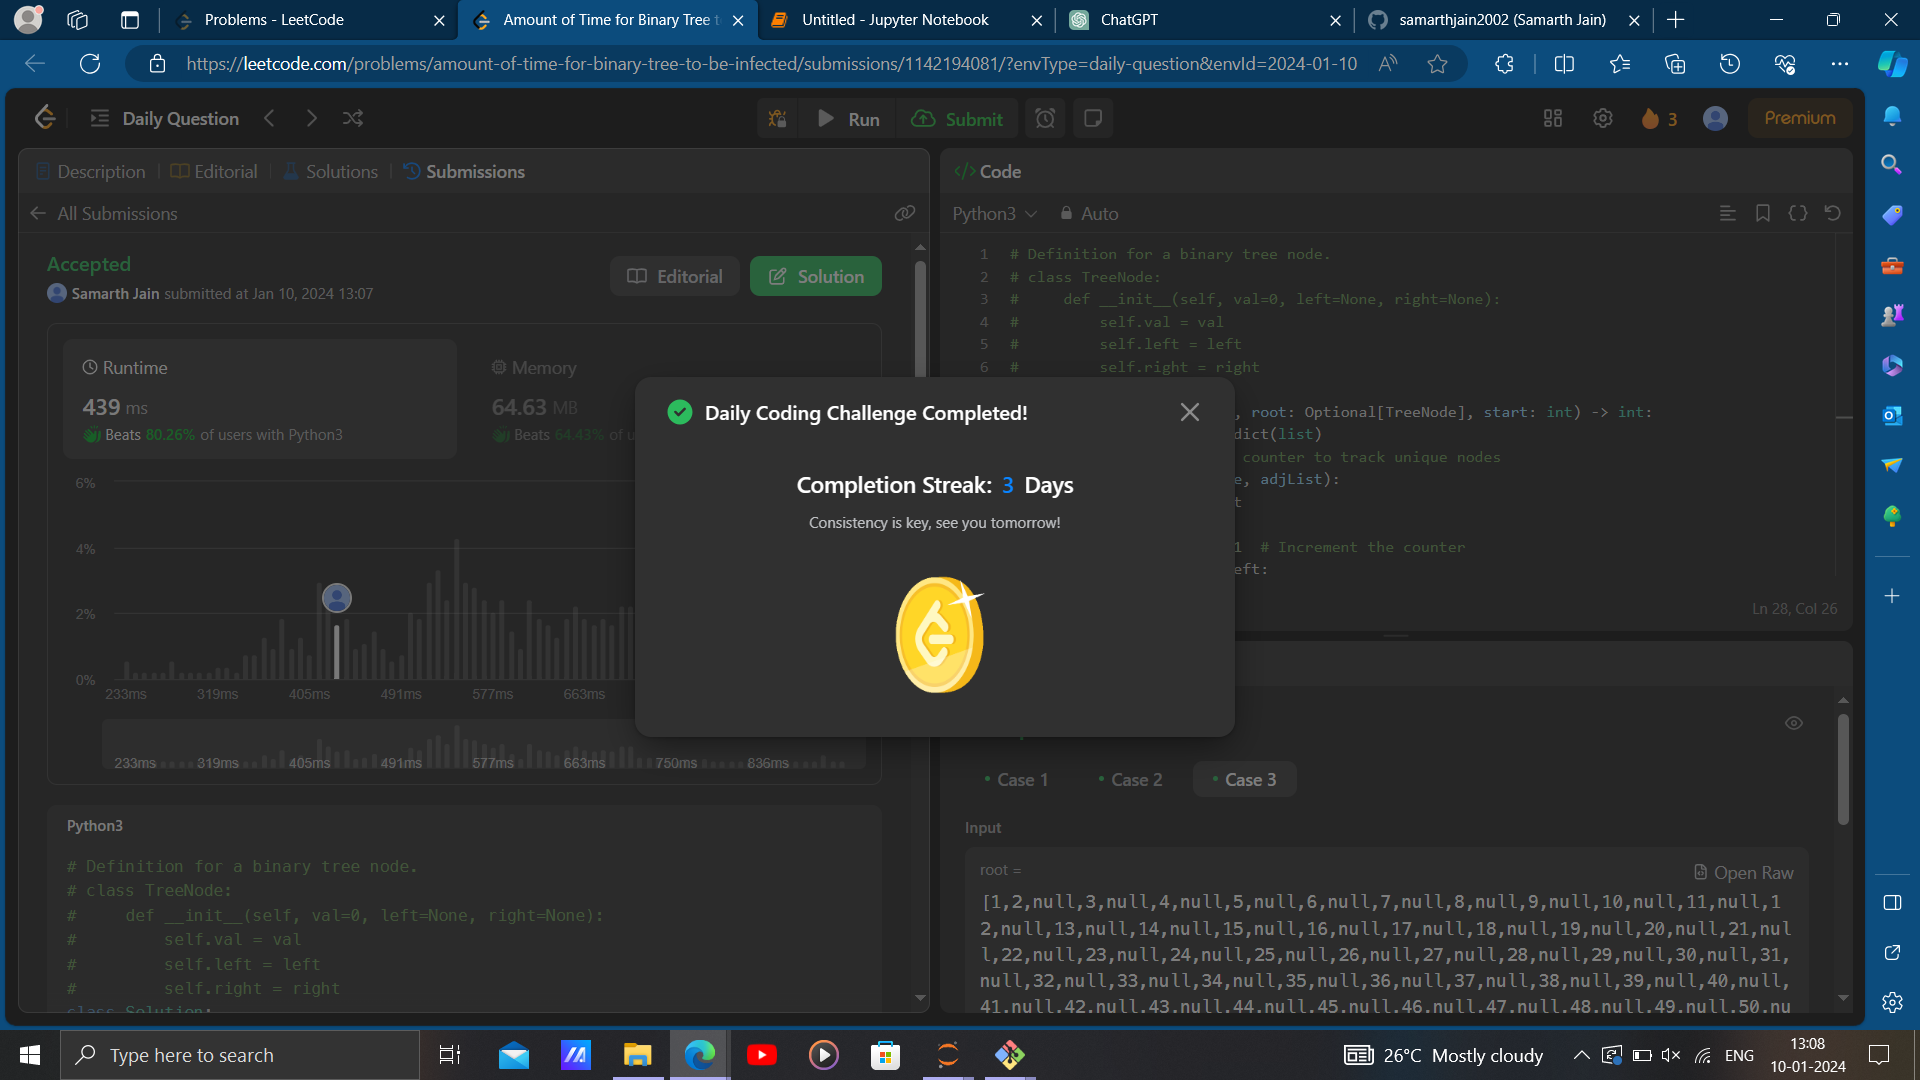 Problems - LeetCode
Amount of Time for Binary Tree t
Untitled - Jupyter Notebook
ChatGPT
samarthjain2002 (Samarth Jain)
https://leetcode.com/problems/amount-of-time-for-binary-tree-to-be-infected/submissions/1142194081/?envType=daily-question&envId=2024-01-10
Daily Question
Run
Submit
3
Premium
Description
Editorial
Solutions
Submissions
All Submissions
Accepted
Samarth Jain submitted at Jan 10, 2024 13:07
Editorial
Solution
Runtime
439 ms
Beats 80.26% of users with Python3
Memory
64.63 MB
Beats 64.43% of u
6%
4%
2%
0%
233ms 319ms 405ms 491ms 577ms 663ms
233ms 319ms 405ms 491ms 577ms 663ms 750ms 836ms
Python3
# Definition for a binary tree node.
# class TreeNode:
#     def __init__(self, val=0, left=None, right=None):
#         self.val = val
#         self.left = left
#         self.right = right
class Solution:
Daily Coding Challenge Completed!
Completion Streak: 3 Days
Consistency is key, see you tomorrow!
</> Code
Python3
Auto
1 # Definition for a binary tree node.
2 # class TreeNode:
3 #     def __init__(self, val=0, left=None, right=None):
4 #         self.val = val
5 #         self.left = left
6 #         self.right = right
, root: Optional[TreeNode], start: int) -> int:
dict(list)
counter to track unique nodes
e, adjList):
t
1 # Increment the counter
eft:
Ln 28, Col 26
Case 1
Case 2
Case 3
Input
root =
Open Raw
[1,2,null,3,null,4,null,5,null,6,null,7,null,8,null,9,null,10,null,11,null,1
2,null,13,null,14,null,15,null,16,null,17,null,18,null,19,null,20,null,21,nul
l,22,null,23,null,24,null,25,null,26,null,27,null,28,null,29,null,30,null,31,
null,32,null,33,null,34,null,35,null,36,null,37,null,38,null,39,null,40,null,
41,null,42,null,43,null,44,null,45,null,46,null,47,null,48,null,49,null,50,nu
Type here to search
26°C Mostly cloudy
ENG
13:08
10-01-2024